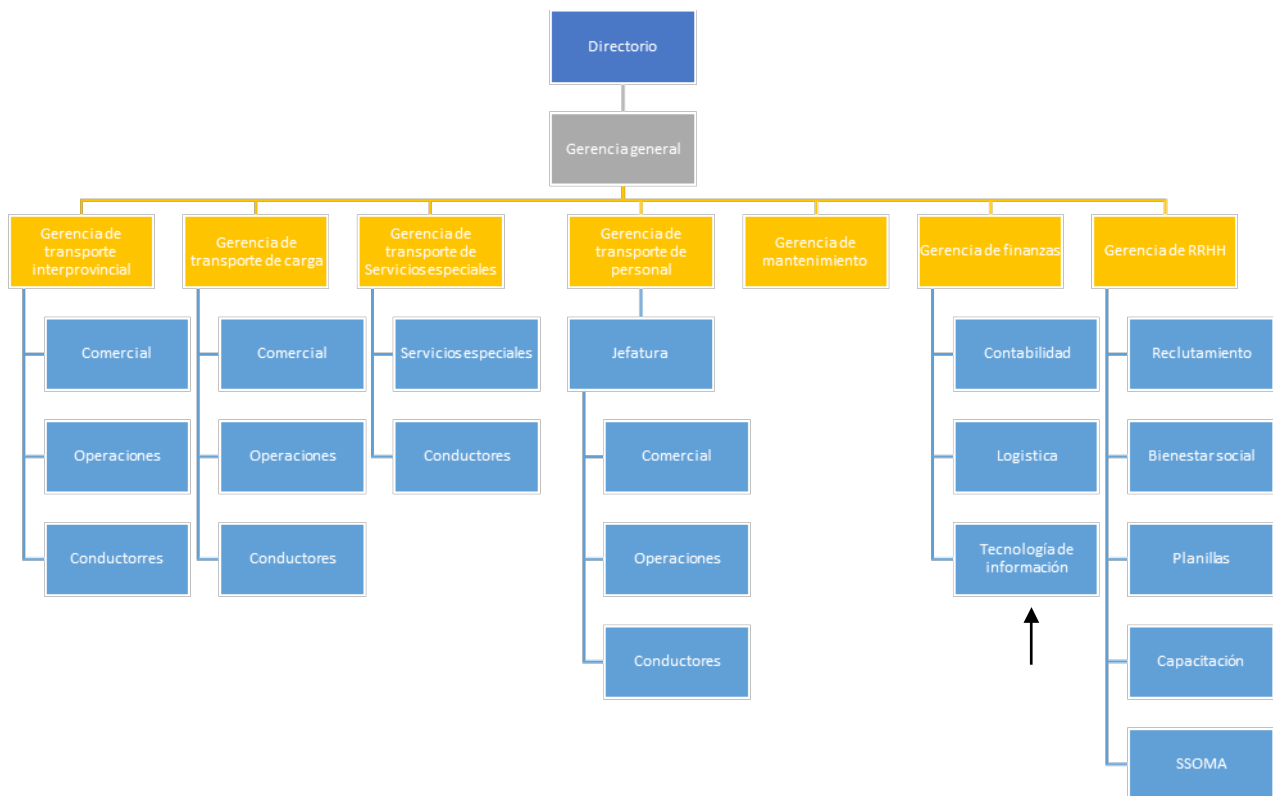 Directorio
Gerencia general
Gerencia de
transporte
interprovincial
Gerencia de
transporte de carga
Gerencia de
transporte de
Servicios especiales
Gerencia de
transporte de
personal
Gerencia de
mantenimiento
Gerencia de finanzas
Gerencia de RRHH
Comercial
Comercial
Servicios especiales
Jefatura
Contabilidad
Reclutamiento
Operaciones
Operaciones
Conductores
Comercial
Logistica
Bienestar social
Conductorres
Conductores
Operaciones
Tecnología de
información
Planillas
Conductores
Capacitación
SSOMA